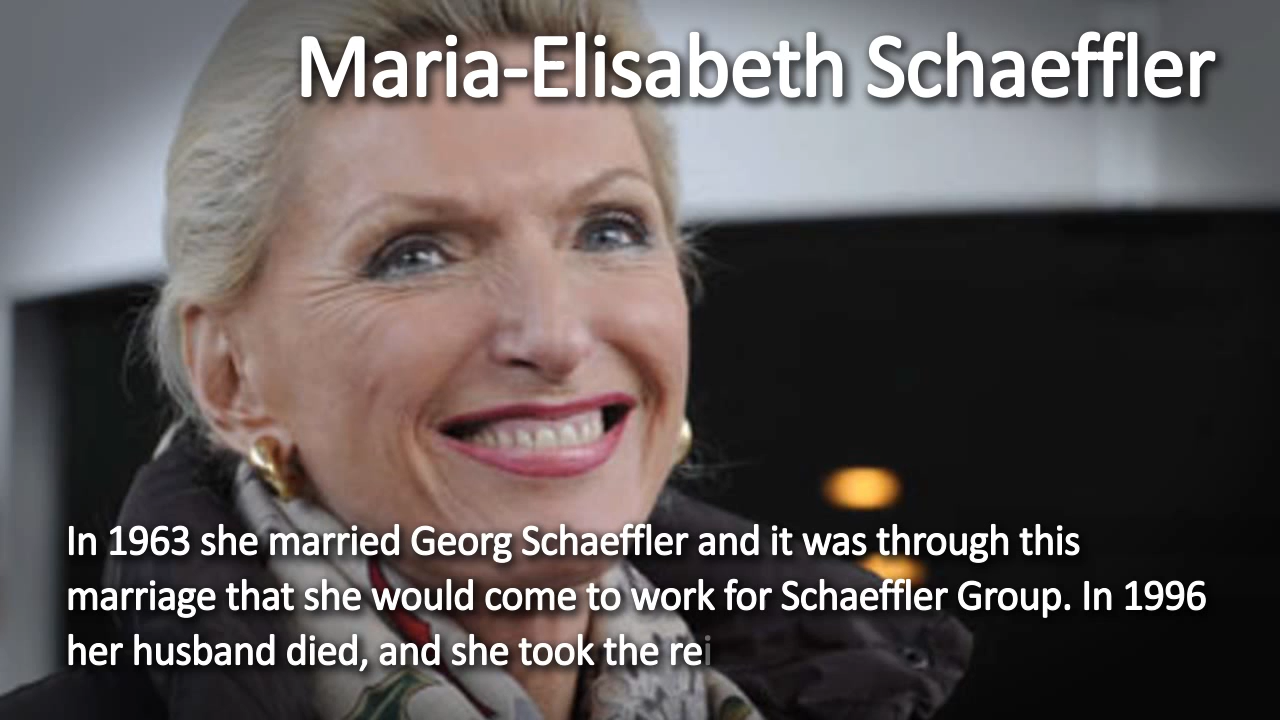 Maria-Elisabeth Schaeffler
In 1963 she married Georg Schaeffler and it was through this
marriage that she would come to work for Schaeffler Group. In 1996
her husband died, and she took the rei